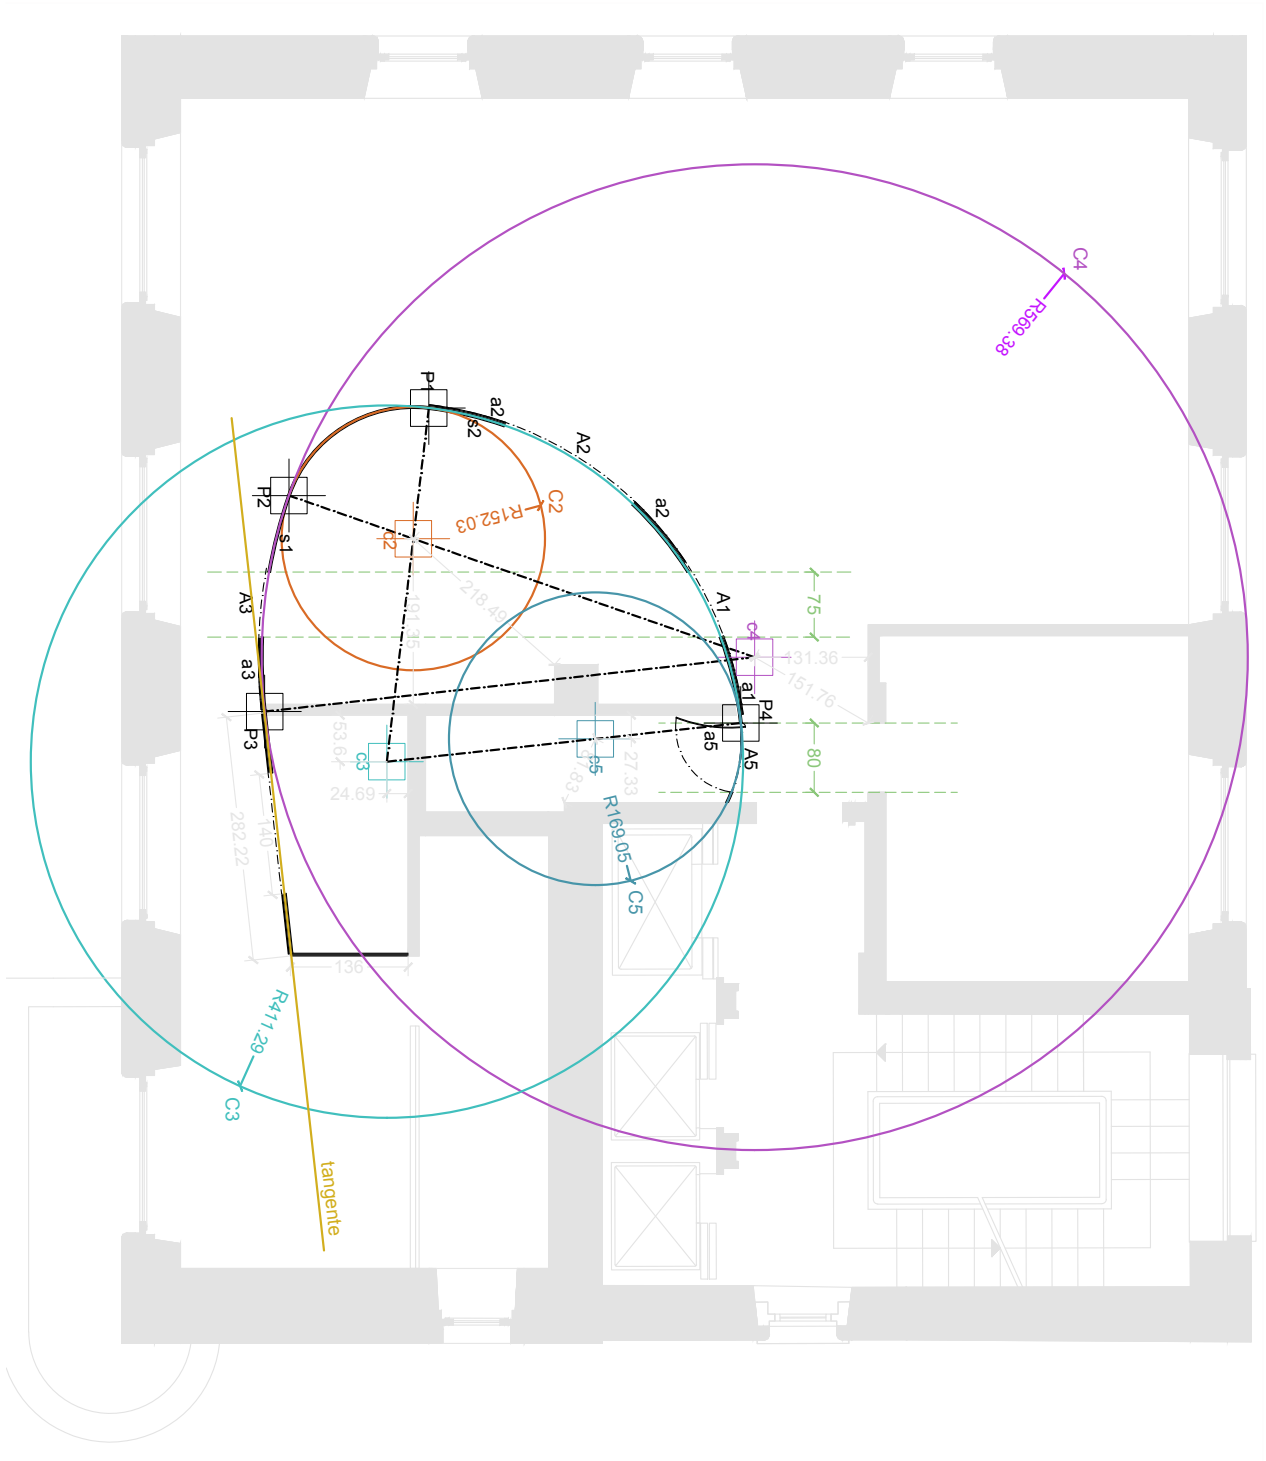 C4
R569.38
P1
a2
s2
A2
P2
C2
R152.03
a2
c2
s1
218.49
191.35
75
A3
A1
c4
131.36
a3
a1
151.76
P4
P3
a5
A5
53.6
c3
c5
27.33
80
24.69
87.83
R169.05
282.22
140
C5
136
R411.29
C3
tangente